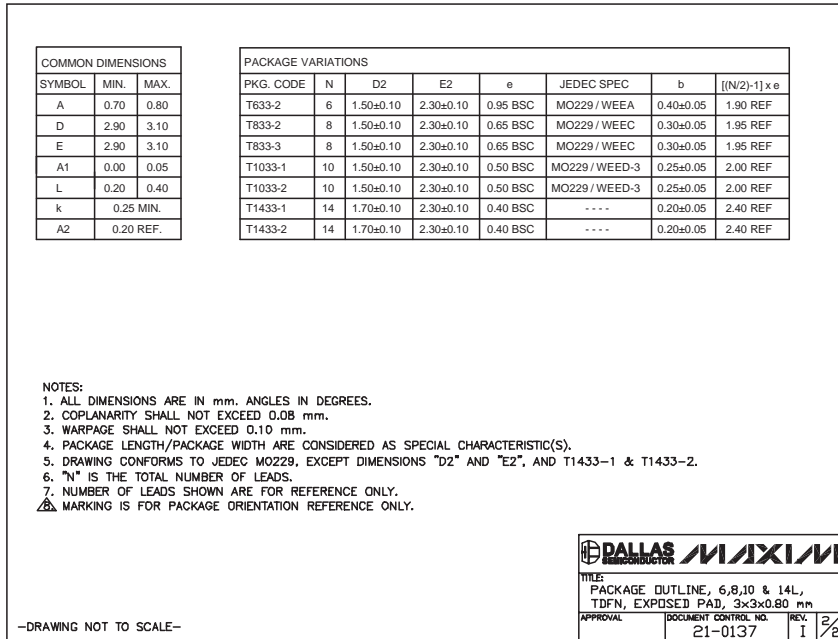 COMMON DIMENSIONS
SYMBOL MIN. MAX.
A 0.70 0.80
D 2.90 3.10
E 2.90 3.10
A1 0.00 0.05
L 0.20 0.40
k 0.25 MIN.
A2 0.20 REF.
PACKAGE VARIATIONS
PKG. CODE N D2 E2 e JEDEC SPEC b [(N/2)-1] x e
T633-2 6 1.50±0.10 2.30±0.10 0.95 BSC MO229 / WEEA 0.40±0.05 1.90 REF
T833-2 8 1.50±0.10 2.30±0.10 0.65 BSC MO229 / WEEC 0.30±0.05 1.95 REF
T833-3 8 1.50±0.10 2.30±0.10 0.65 BSC MO229 / WEEC 0.30±0.05 1.95 REF
T1033-1 10 1.50±0.10 2.30±0.10 0.50 BSC MO229 / WEED-3 0.25±0.05 2.00 REF
T1033-2 10 1.50±0.10 2.30±0.10 0.50 BSC MO229 / WEED-3 0.25±0.05 2.00 REF
T1433-1 14 1.70±0.10 2.30±0.10 0.40 BSC - - - - 0.20±0.05 2.40 REF
T1433-2 14 1.70±0.10 2.30±0.10 0.40 BSC - - - - 0.20±0.05 2.40 REF
NOTES:
1. ALL DIMENSIONS ARE IN mm. ANGLES IN DEGREES.
2. COPLANARITY SHALL NOT EXCEED 0.08 mm.
3. WARPAGE SHALL NOT EXCEED 0.10 mm.
4. PACKAGE LENGTH/PACKAGE WIDTH ARE CONSIDERED AS SPECIAL CHARACTERISTIC(S).
5. DRAWING CONFORMS TO JEDEC MO229, EXCEPT DIMENSIONS "D2" AND "E2", AND T1433-1 & T1433-2.
6. "N" IS THE TOTAL NUMBER OF LEADS.
7. NUMBER OF LEADS SHOWN ARE FOR REFERENCE ONLY.
8. MARKING IS FOR PACKAGE ORIENTATION REFERENCE ONLY.
DALLAS SEMICONDUCTOR MAXIM
TITLE:
PACKAGE OUTLINE, 6,8,10 & 14L,
TDFN, EXPOSED PAD, 3x3x0.80 mm
APPROVAL DOCUMENT CONTROL NO. REV.
21-0137 I 2/2
-DRAWING NOT TO SCALE-